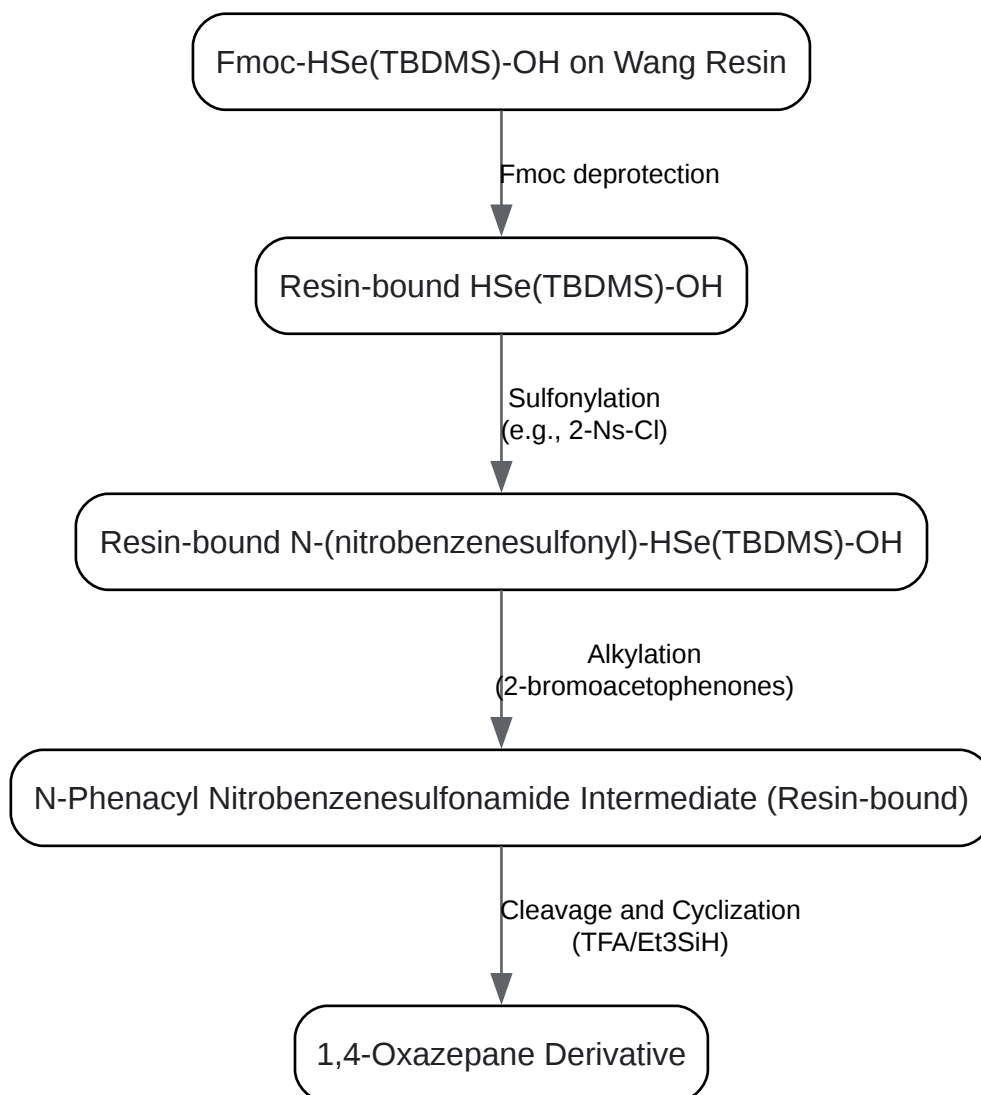 Fmoc-HSe(TBDMS)-OH on Wang Resin
Fmoc deprotection
Resin-bound HSe(TBDMS)-OH
Sulfonylation
(e.g., 2-Ns-Cl)
Resin-bound N-(nitrobenzenesulfonyl)-HSe(TBDMS)-OH
Alkylation
(2-bromoacetophenones)
N-Phenacyl Nitrobenzenesulfonamide Intermediate (Resin-bound)
Cleavage and Cyclization
(TFA/Et3SiH)
1,4-Oxazepane Derivative